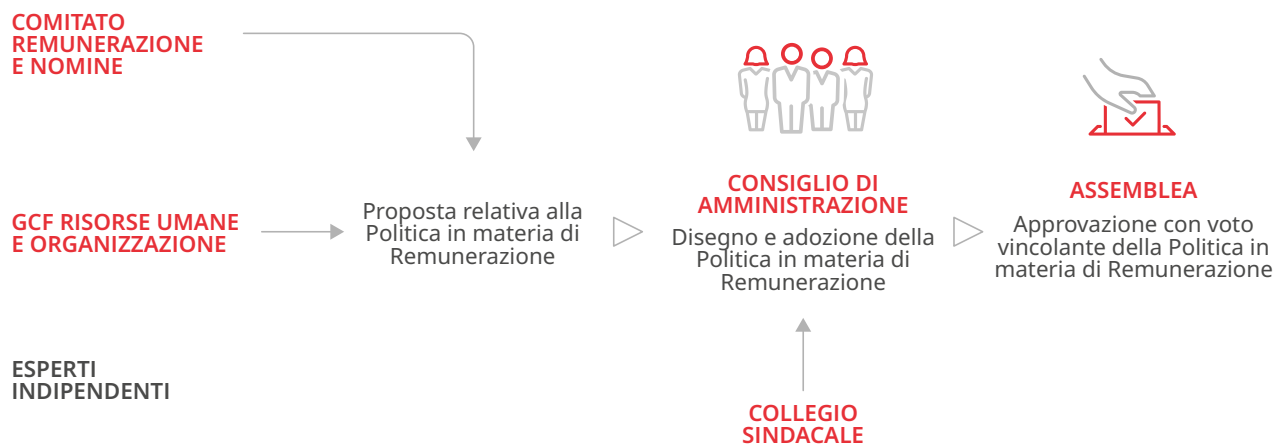 COMITATO
REMUNERAZIONE
E NOMINE
GCF RISORSE UMANE
E ORGANIZZAZIONE
ESPERTI
INDIPENDENTI
Proposta relativa alla
Politica in materia di
Remunerazione
CONSIGLIO DI
AMMINISTRAZIONE
Disegno e adozione della
Politica in materia di
Remunerazione
COLLEGIO
SINDACALE
ASSEMBLEA
Approvazione con voto
vincolante della Politica in
materia di Remunerazione